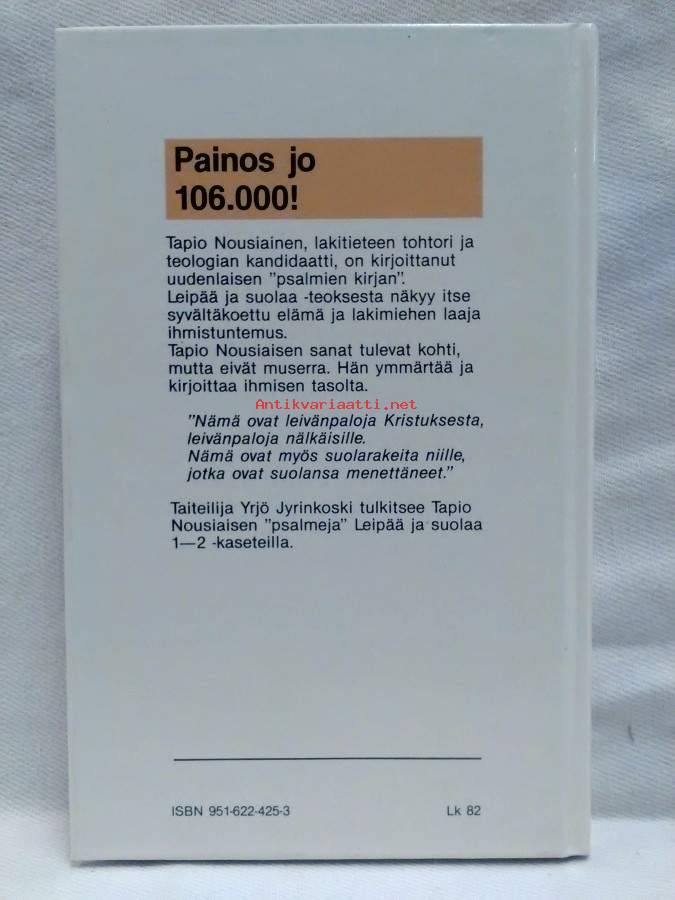 Painos jo
106.000!
Tapio Nousiainen, lakitieteen tohtori ja
teologian kandidaatti, on kirjoittanut
uudenlaisen "psalmien kirjan".
Leipää ja suolaa -teoksesta näkyy itse
syvältäkoettu elämä ja lakimiehen laaja
ihmistuntemus.
Tapio Nousiaisen sanat tulevat kohti,
mutta eivät muserra. Hän ymmärtää ja
kirjoittaa ihmisen tasolta.
Antikvariaatti.net
"Nämä ovat leivänpaloja Kristuksesta,
leivänpaloja nälkäisille.
Nämä ovat myös suolarakeita niille,
jotka ovat suolansa menettäneet."
Taiteilija Yrjö Jyrinkoski tulkitsee Tapio
Nousiaisen "psalmeja" Leipää ja suolaa
1—2 -kaseteilla.
ISBN 951-622-425-3 Lk 82